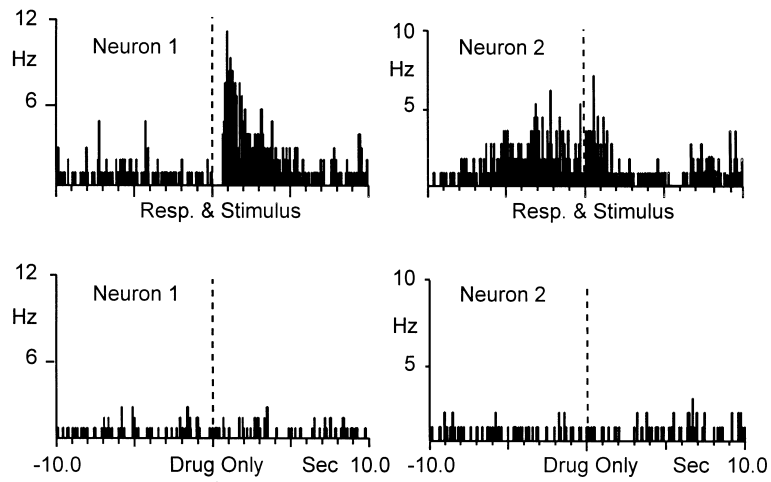 12
Hz
6
Neuron 1
Resp. & Stimulus
10
Hz
5
Neuron 2
Resp. & Stimulus
12
Hz
6
Neuron 1
-10.0 Drug Only Sec 10.0
10
Hz
5
Neuron 2
-10.0 Drug Only Sec 10.0